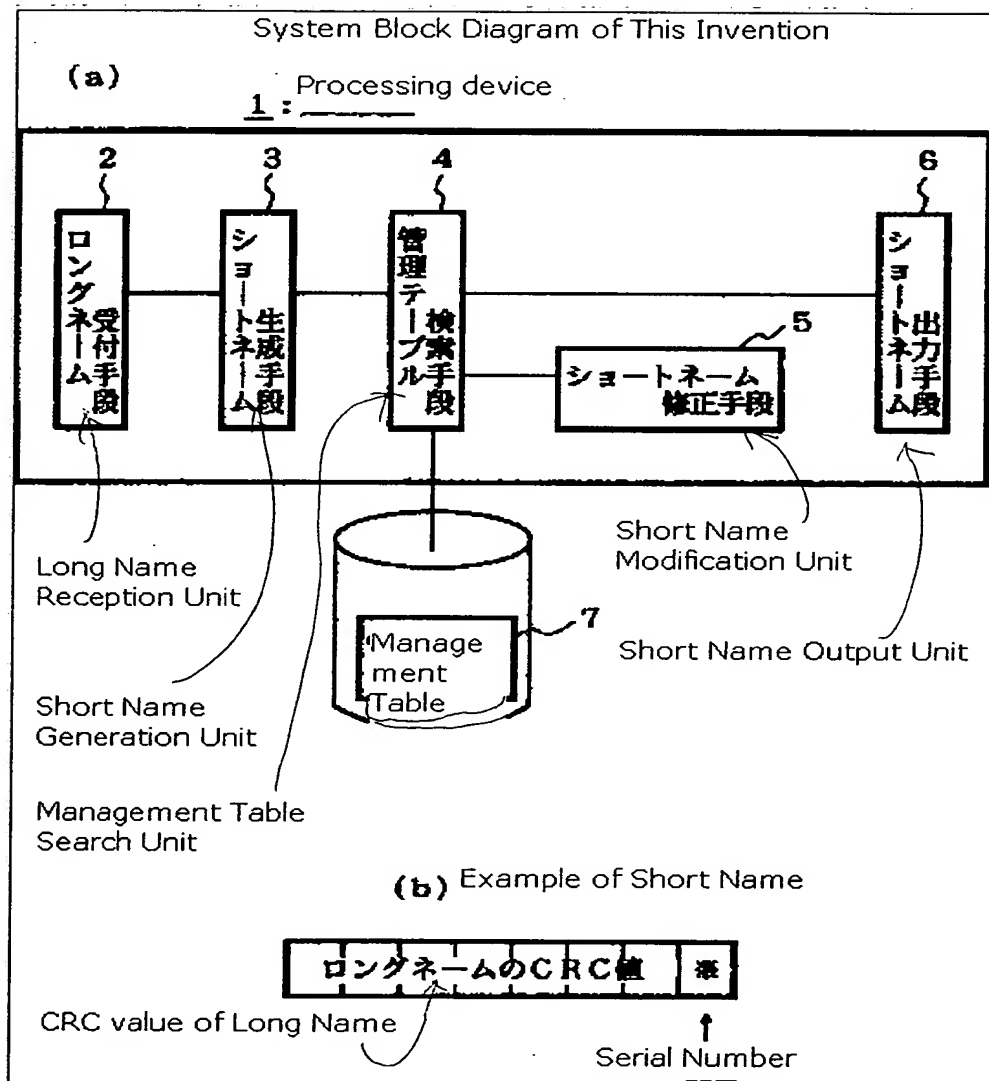 System Block Diagram of This Invention
(a)
Processing device
1 :
2
3
4
6
ロングネーム
受付手段
ショートネーム
生成手段
管理テーブル
検索手段
5
ショートネーム
修正手段
ショートネーム
出力手段
Long Name
Reception Unit
Short Name
Modification Unit
7
Manage
ment
Table
Short Name Output Unit
Short Name
Generation Unit
Management Table
Search Unit
(b) Example of Short Name
ロングネームのCRC値
CRC value of Long Name
Serial Number